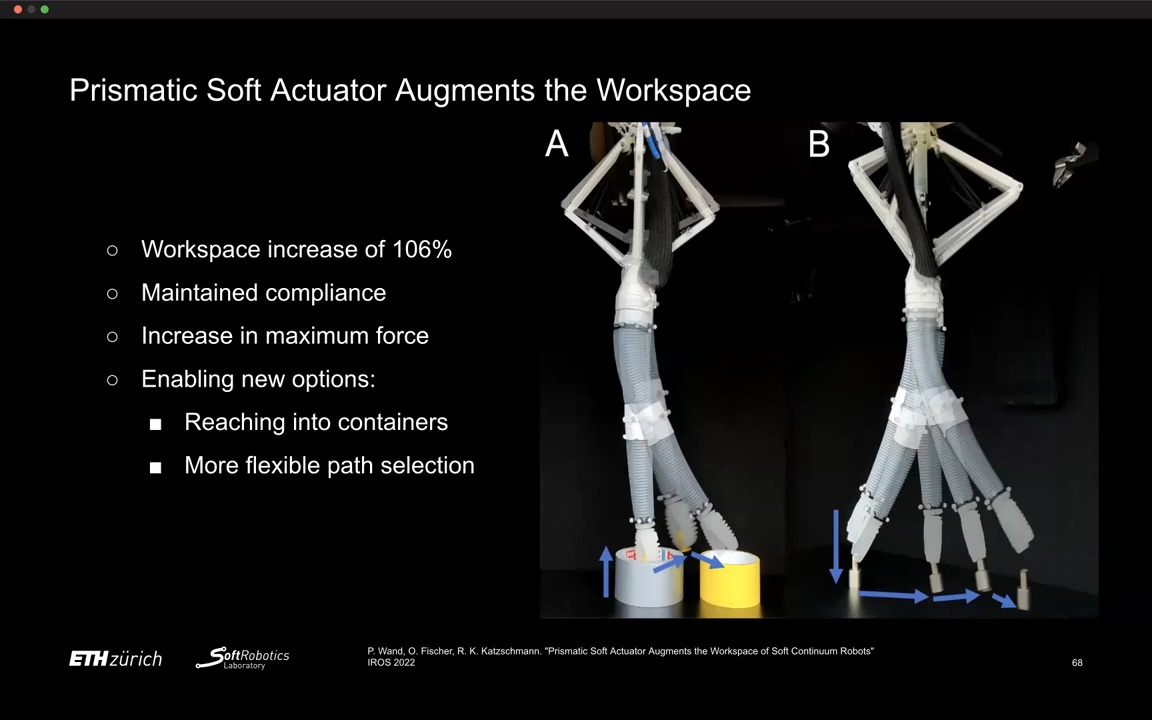 Prismatic Soft Actuator Augments the Workspace
A
B
○ Workspace increase of 106%
○ Maintained compliance
○ Increase in maximum force
○ Enabling new options:
■ Reaching into containers
■ More flexible path selection
ETH zürich
SoftRobotics
Laboratory
P. Wand, O. Fischer, R. K. Katzschmann. "Prismatic Soft Actuator Augments the Workspace of Soft Continuum Robots"
IROS 2022
68